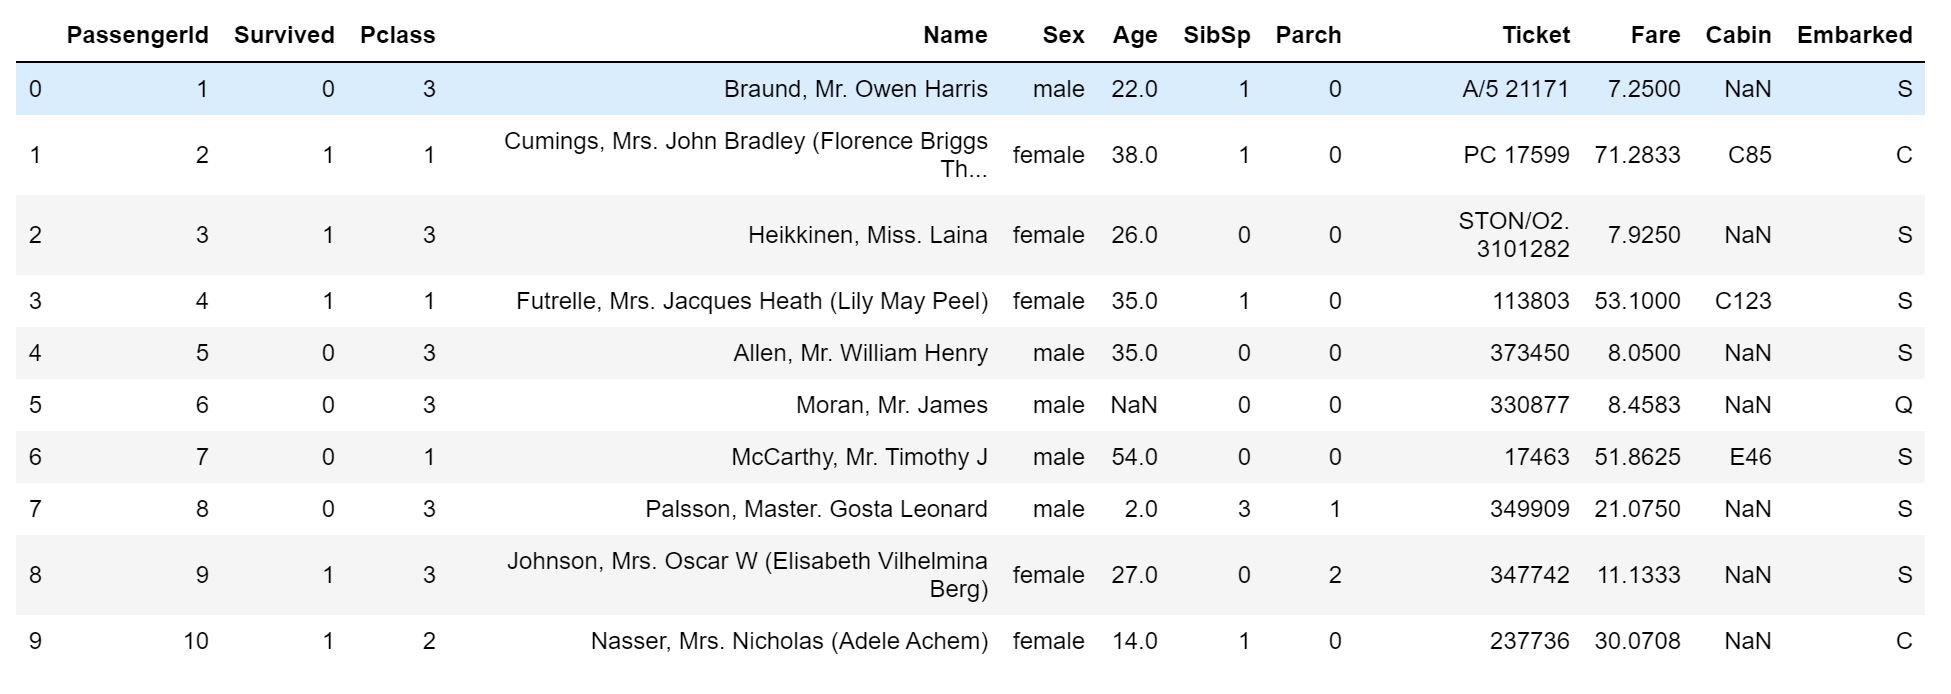 PassengerId Survived Pclass Name Sex Age SibSp Parch Ticket Fare Cabin Embarked
0 1 0 3 Braund, Mr. Owen Harris male 22.0 1 0 A/5 21171 7.2500 NaN S
1 2 1 1 Cumings, Mrs. John Bradley (Florence Briggs Th... female 38.0 1 0 PC 17599 71.2833 C85 C
2 3 1 3 Heikkinen, Miss. Laina female 26.0 0 0 STON/O2. 3101282 7.9250 NaN S
3 4 1 1 Futrelle, Mrs. Jacques Heath (Lily May Peel) female 35.0 1 0 113803 53.1000 C123 S
4 5 0 3 Allen, Mr. William Henry male 35.0 0 0 373450 8.0500 NaN S
5 6 0 3 Moran, Mr. James male NaN 0 0 330877 8.4583 NaN Q
6 7 0 1 McCarthy, Mr. Timothy J male 54.0 0 0 17463 51.8625 E46 S
7 8 0 3 Palsson, Master. Gosta Leonard male 2.0 3 1 349909 21.0750 NaN S
8 9 1 3 Johnson, Mrs. Oscar W (Elisabeth Vilhelmina Berg) female 27.0 0 2 347742 11.1333 NaN S
9 10 1 2 Nasser, Mrs. Nicholas (Adele Achem) female 14.0 1 0 237736 30.0708 NaN C